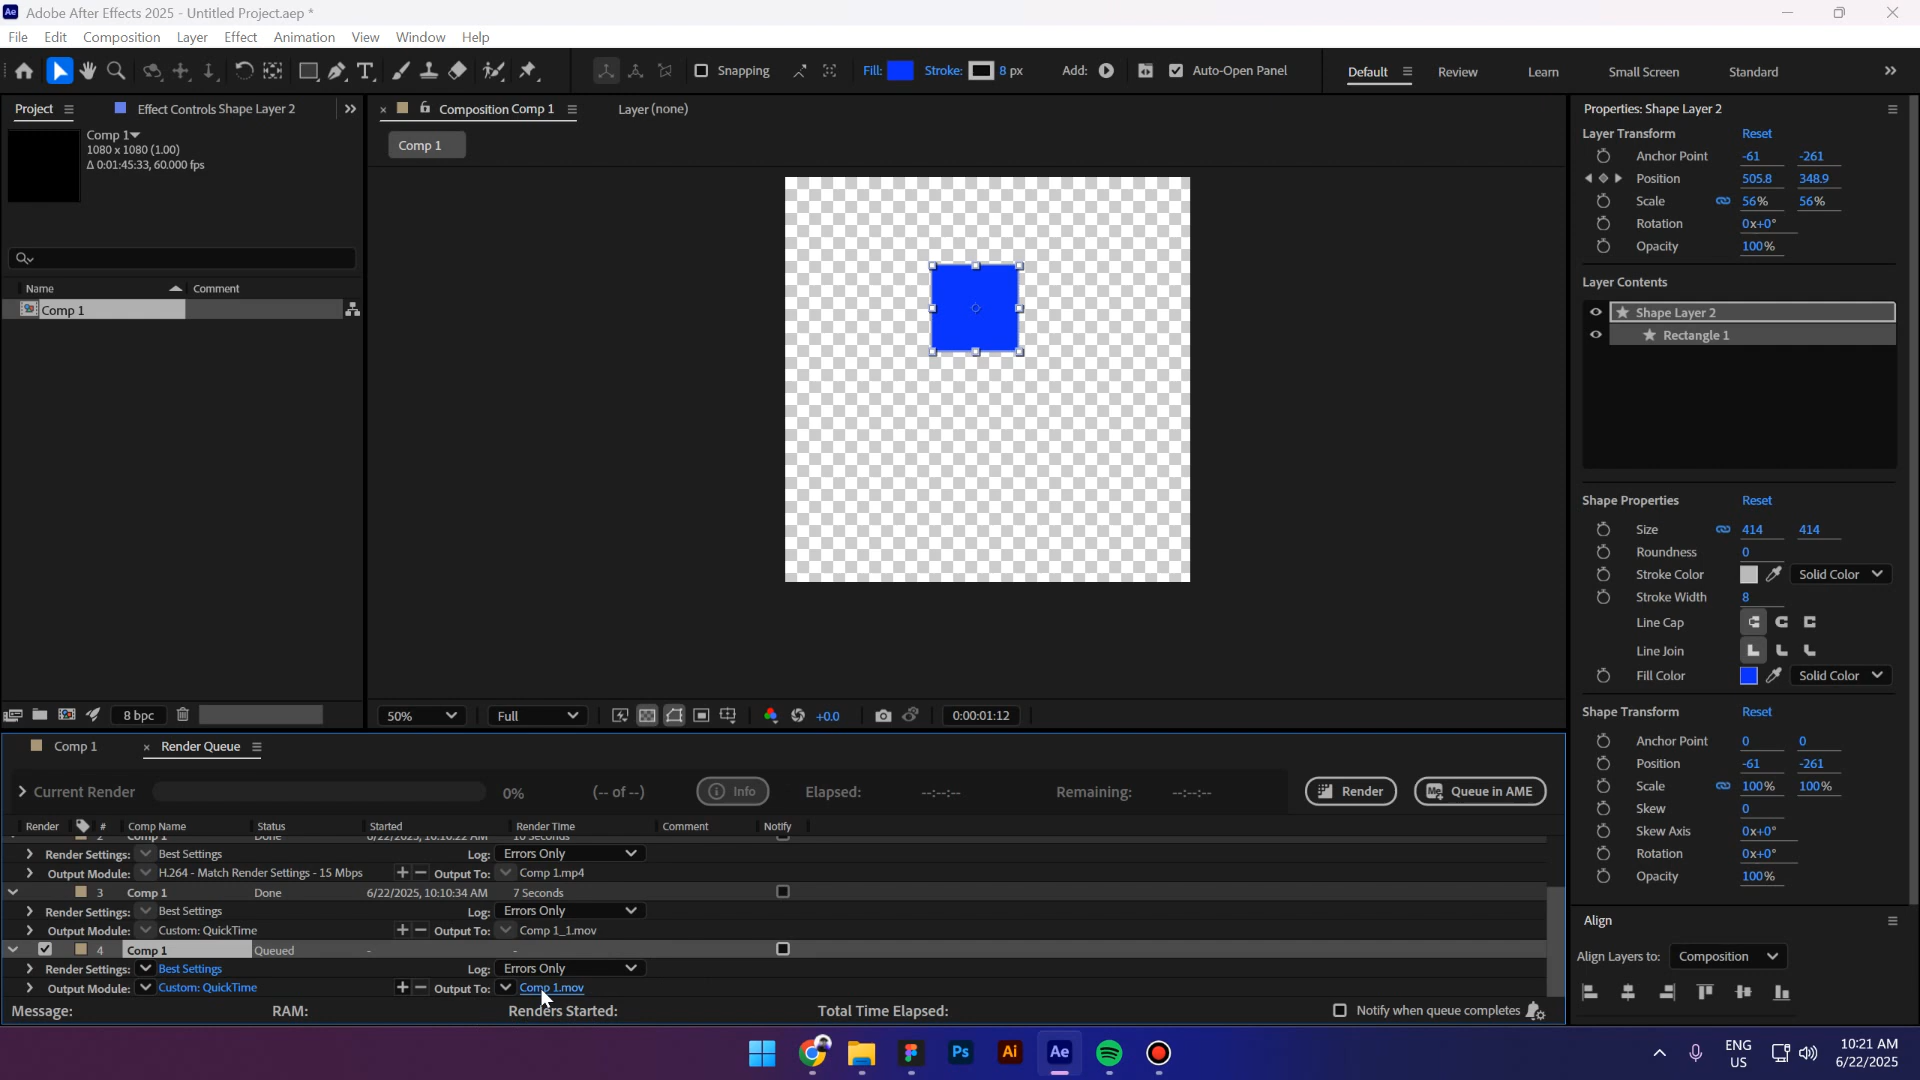 Ae Adobe After Effects 2025 - Untitled Project.aep *
File Edit Composition Layer Effect Animation View Window Help
Snapping Fill: Stroke: 8 px Add: Auto-Open Panel Default Review Learn Small Screen Standard
Project Effect Controls Shape Layer 2
Comp 1
1080 x 1080 (1.00)
Δ 0:01:45:33, 60.000 fps
Name Comment
Comp 1
8 bpc
Composition Comp 1 Layer (none)
Comp 1
50% Full +0.0 0:00:01:12
Properties: Shape Layer 2
Layer Transform Reset
Anchor Point -61 -261
Position 505.8 348.9
Scale 56% 56%
Rotation 0x+0°
Opacity 100%
Layer Contents
Shape Layer 2
Rectangle 1
Shape Properties Reset
Size 414 414
Roundness 0
Stroke Color Solid Color
Stroke Width 8
Line Cap
Line Join
Fill Color Solid Color
Shape Transform Reset
Anchor Point 0 0
Position -61 -261
Scale 100% 100%
Skew 0
Skew Axis 0x+0°
Rotation 0x+0°
Opacity 100%
Align
Align Layers to: Composition
Comp 1 Render Queue
Current Render 0% (-- of --) Info Elapsed: --:--:-- Remaining: --:--:-- Render Me Queue in AME
Render # Comp Name Status Started Render Time Comment Notify
Render Settings: Best Settings Log: Errors Only
Output Module: H.264 - Match Render Settings - 15 Mbps + − Output To: Comp 1.mp4
3 Comp 1 Done 6/22/2025, 10:10:34 AM 7 Seconds
Render Settings: Best Settings Log: Errors Only
Output Module: Custom: QuickTime + − Output To: Comp 1_1.mov
4 Comp 1 Queued - -
Render Settings: Best Settings Log: Errors Only
Output Module: Custom: QuickTime + − Output To: Comp 1.mov
Message: RAM: Renders Started: Total Time Elapsed: Notify when queue completes
Ps Ai Ae
ENG
US
10:21 AM
6/22/2025